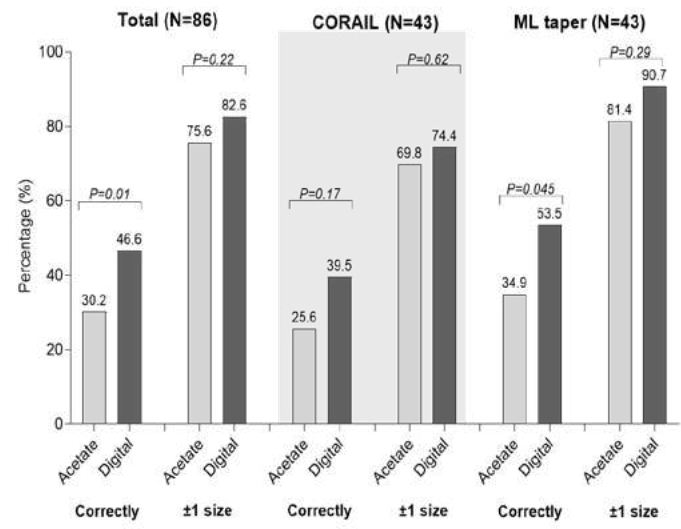 Total (N=86)
CORAIL (N=43)
ML taper (N=43)
Percentage (%)
100
80
60
40
20
0
P=0.01
30.2
46.6
P=0.22
75.6
82.6
P=0.17
25.6
39.5
P=0.62
69.8
74.4
P=0.045
34.9
53.5
P=0.29
81.4
90.7
Acetate
Digital
Acetate
Digital
Acetate
Digital
Acetate
Digital
Acetate
Digital
Acetate
Digital
Correctly
±1 size
Correctly
±1 size
Correctly
±1 size